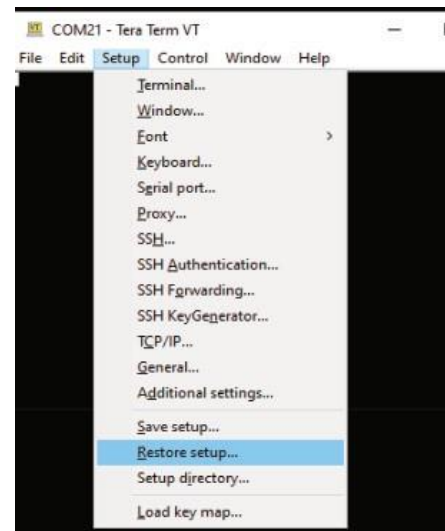 COM21 - Tera Term VT
File Edit Setup Control Window Help
Terminal...
Window...
Font
Keyboard...
Serial port...
Proxy...
SSH...
SSH Authentication...
SSH Forwarding...
SSH KeyGenerator...
TCP/IP...
General...
Additional settings...
Save setup...
Restore setup...
Setup directory...
Load key map...